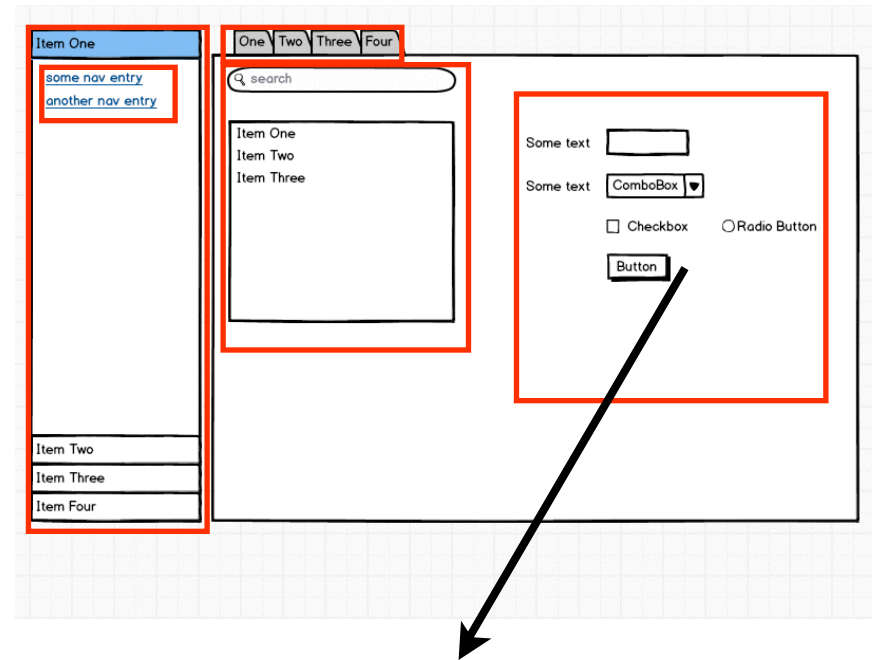 Item One
some nav entry
another nav entry
Item Two
Item Three
Item Four
One Two Three Four
search
Item One
Item Two
Item Three
Some text
Some text ComboBox
Checkbox Radio Button
Button